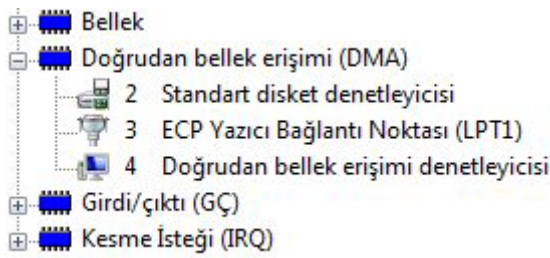 Bellek
Doğrudan bellek erişimi (DMA)
2 Standart disket denetleyicisi
3 ECP Yazıcı Bağlantı Noktası (LPT1)
4 Doğrudan bellek erişimi denetleyicisi
Girdi/çıktı (GÇ)
Kesme İsteği (IRQ)